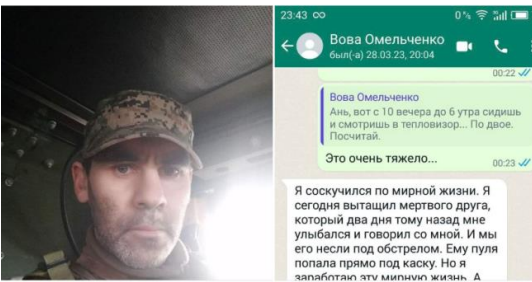 23:43
0%
Вова Омельченко
был(-а) 28.03.23, 20:04
00:22
Вова Омельченко
Ань, вот с 10 вечера до 6 утра сидишь
и смотришь в тепловизор... По двое.
Посчитай.
Это очень тяжело...
00:23
Я соскучился по мирной жизни. Я
сегодня вытащил мертвого друга,
который два дня тому назад мне
улыбался и говорил со мной. И мы
его несли под обстрелом. Ему пуля
попала прямо под каску. Но я
заработаю эту мирную жизнь. А